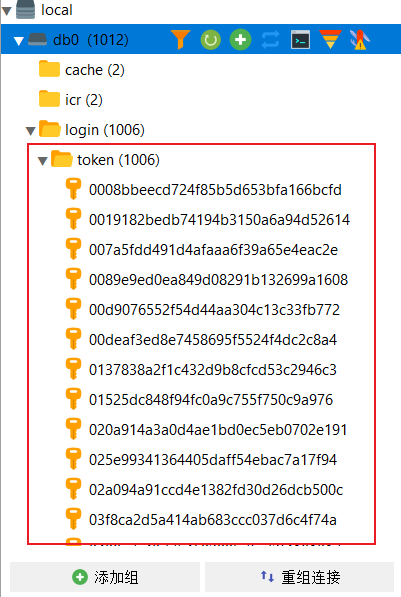 local
db0 (1012)
cache (2)
icr (2)
login (1006)
token (1006)
0008bbeecd724f85b5d653bfa166bcfd
0019182bedb74194b3150a6a94d52614
007a5fdd491d4afaaa6f39a65e4eac2e
0089e9ed0ea849d08291b132699a1608
00d9076552f54d44aa304c13c33fb772
00deaf3ed8e7458695f5524f4dc2c8a4
0137838a2f1c432d9b8cfcd53c2946c3
01525dc848f94fc0a9c755f750c9a976
020a914a3a0d4ae1bd0ec5eb0702e191
025e99341364405daff54ebac7a17f94
02a094a91ccd4e1382fd30d26dcb500c
03f8ca2d5a414ab683ccc037d6c4f74a
添加组 重组连接